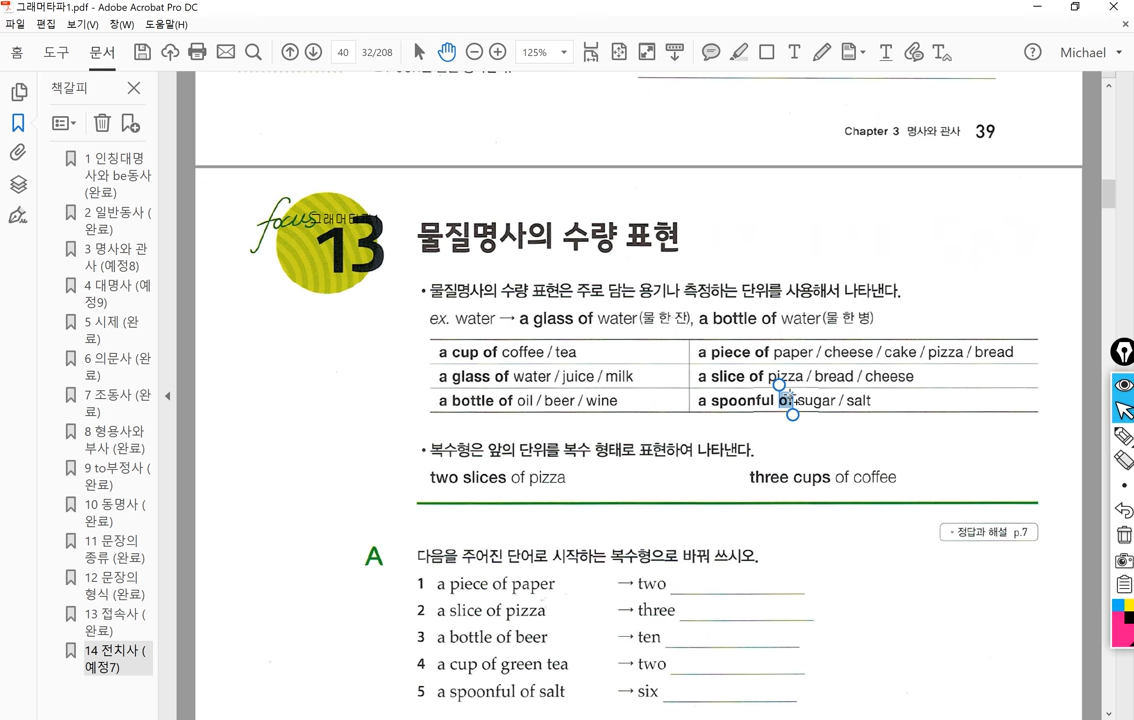 그래머타파1.pdf - Adobe Acrobat Pro DC
파일 편집 보기(V) 창(W) 도움말(H)
홈 도구 문서 40 32/208 125% Michael
책갈피
1 인칭대명
사와 be동사
(완료)
2 일반동사 (
완료)
3 명사와 관
사 (예정8)
4 대명사 (예
정9)
5 시제 (완
료)
6 의문사 (완
료)
7 조동사 (완
료)
8 형용사와
부사 (완료)
9 to부정사 (
완료)
10 동명사 (
완료)
11 문장의
종류 (완료)
12 문장의
형식 (완료)
13 접속사 (
완료)
14 전치사 (
예정7)
Chapter 3 명사와 관사 39
focus 그래머타파1
13
물질명사의 수량 표현
• 물질명사의 수량 표현은 주로 담는 용기나 측정하는 단위를 사용해서 나타낸다.
ex. water → a glass of water(물 한 잔), a bottle of water(물 한 병)
a cup of coffee / tea a piece of paper / cheese / cake / pizza / bread
a glass of water / juice / milk a slice of pizza / bread / cheese
a bottle of oil / beer / wine a spoonful of sugar / salt
• 복수형은 앞의 단위를 복수 형태로 표현하여 나타낸다.
two slices of pizza three cups of coffee
• 정답과 해설 p.7
A 다음을 주어진 단어로 시작하는 복수형으로 바꿔 쓰시오.
1 a piece of paper → two
2 a slice of pizza → three
3 a bottle of beer → ten
4 a cup of green tea → two
5 a spoonful of salt → six